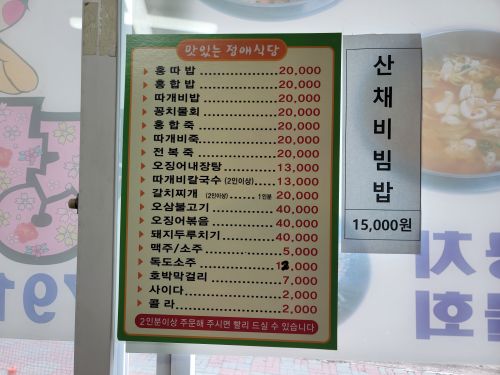 맛있는 정애식당
홍 따 밥 20,000
홍 합 밥 20,000
따개비밥 20,000
꽁치물회 20,000
홍 합 죽 20,000
따개비죽 20,000
전 복 죽 20,000
오징어내장탕 13,000
따개비칼국수 (2인이상) 13,000
갈치찌개 (2인이상) 1인분 20,000
오삼불고기 40,000
오징어볶음 40,000
돼지두루치기 40,000
맥주/소주 5,000
독도소주 13,000
호박막걸리 7,000
사이다 2,000
콜 라 2,000
2인분이상 주문해 주시면 빨리 드실 수 있습니다
산채비빔밥
15,000원